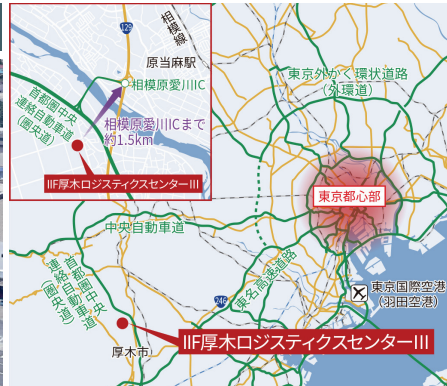 相模線
129
原当麻駅
相模原愛川IC
首都圏中央
連絡自動車道
(圏央道)
相模原愛川ICまで
約1.5km
IIF厚木ロジスティクスセンターIII
東京外かく環状道路
(外環道)
東京都心部
中央自動車道
首都圏中央
連絡自動車道
(圏央道)
東名高速道路
246
東京国際空港
(羽田空港)
厚木市
IIF厚木ロジスティクスセンターIII